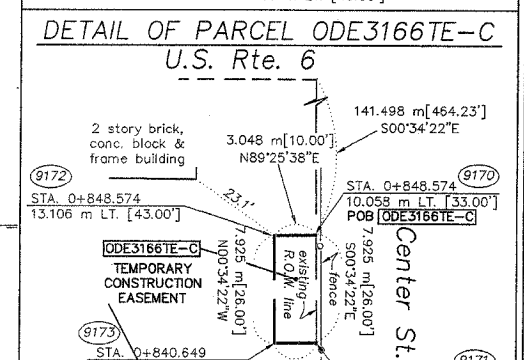 DETAIL OF PARCEL ODE3166TE-C
U.S. Rte. 6
141.498 m[464.23']
S00°34'22"E
2 story brick,
conc. block &
frame building
3.048 m[10.00']
N89°25'38"E
9172
9170
STA. 0+848.574
13.106 m LT. [43.00']
23.1'
STA. 0+848.574
10.058 m LT. [33.00']
POB ODE3166TE-C
ODE3166TE-C
TEMPORARY
CONSTRUCTION
EASEMENT
7.925 m[26.00']
N00°34'22"W
existing
R.O.W. line
fence
7.925 m[26.00']
S00°34'22"E
Center St.
9173
STA. 0+840.649
9171